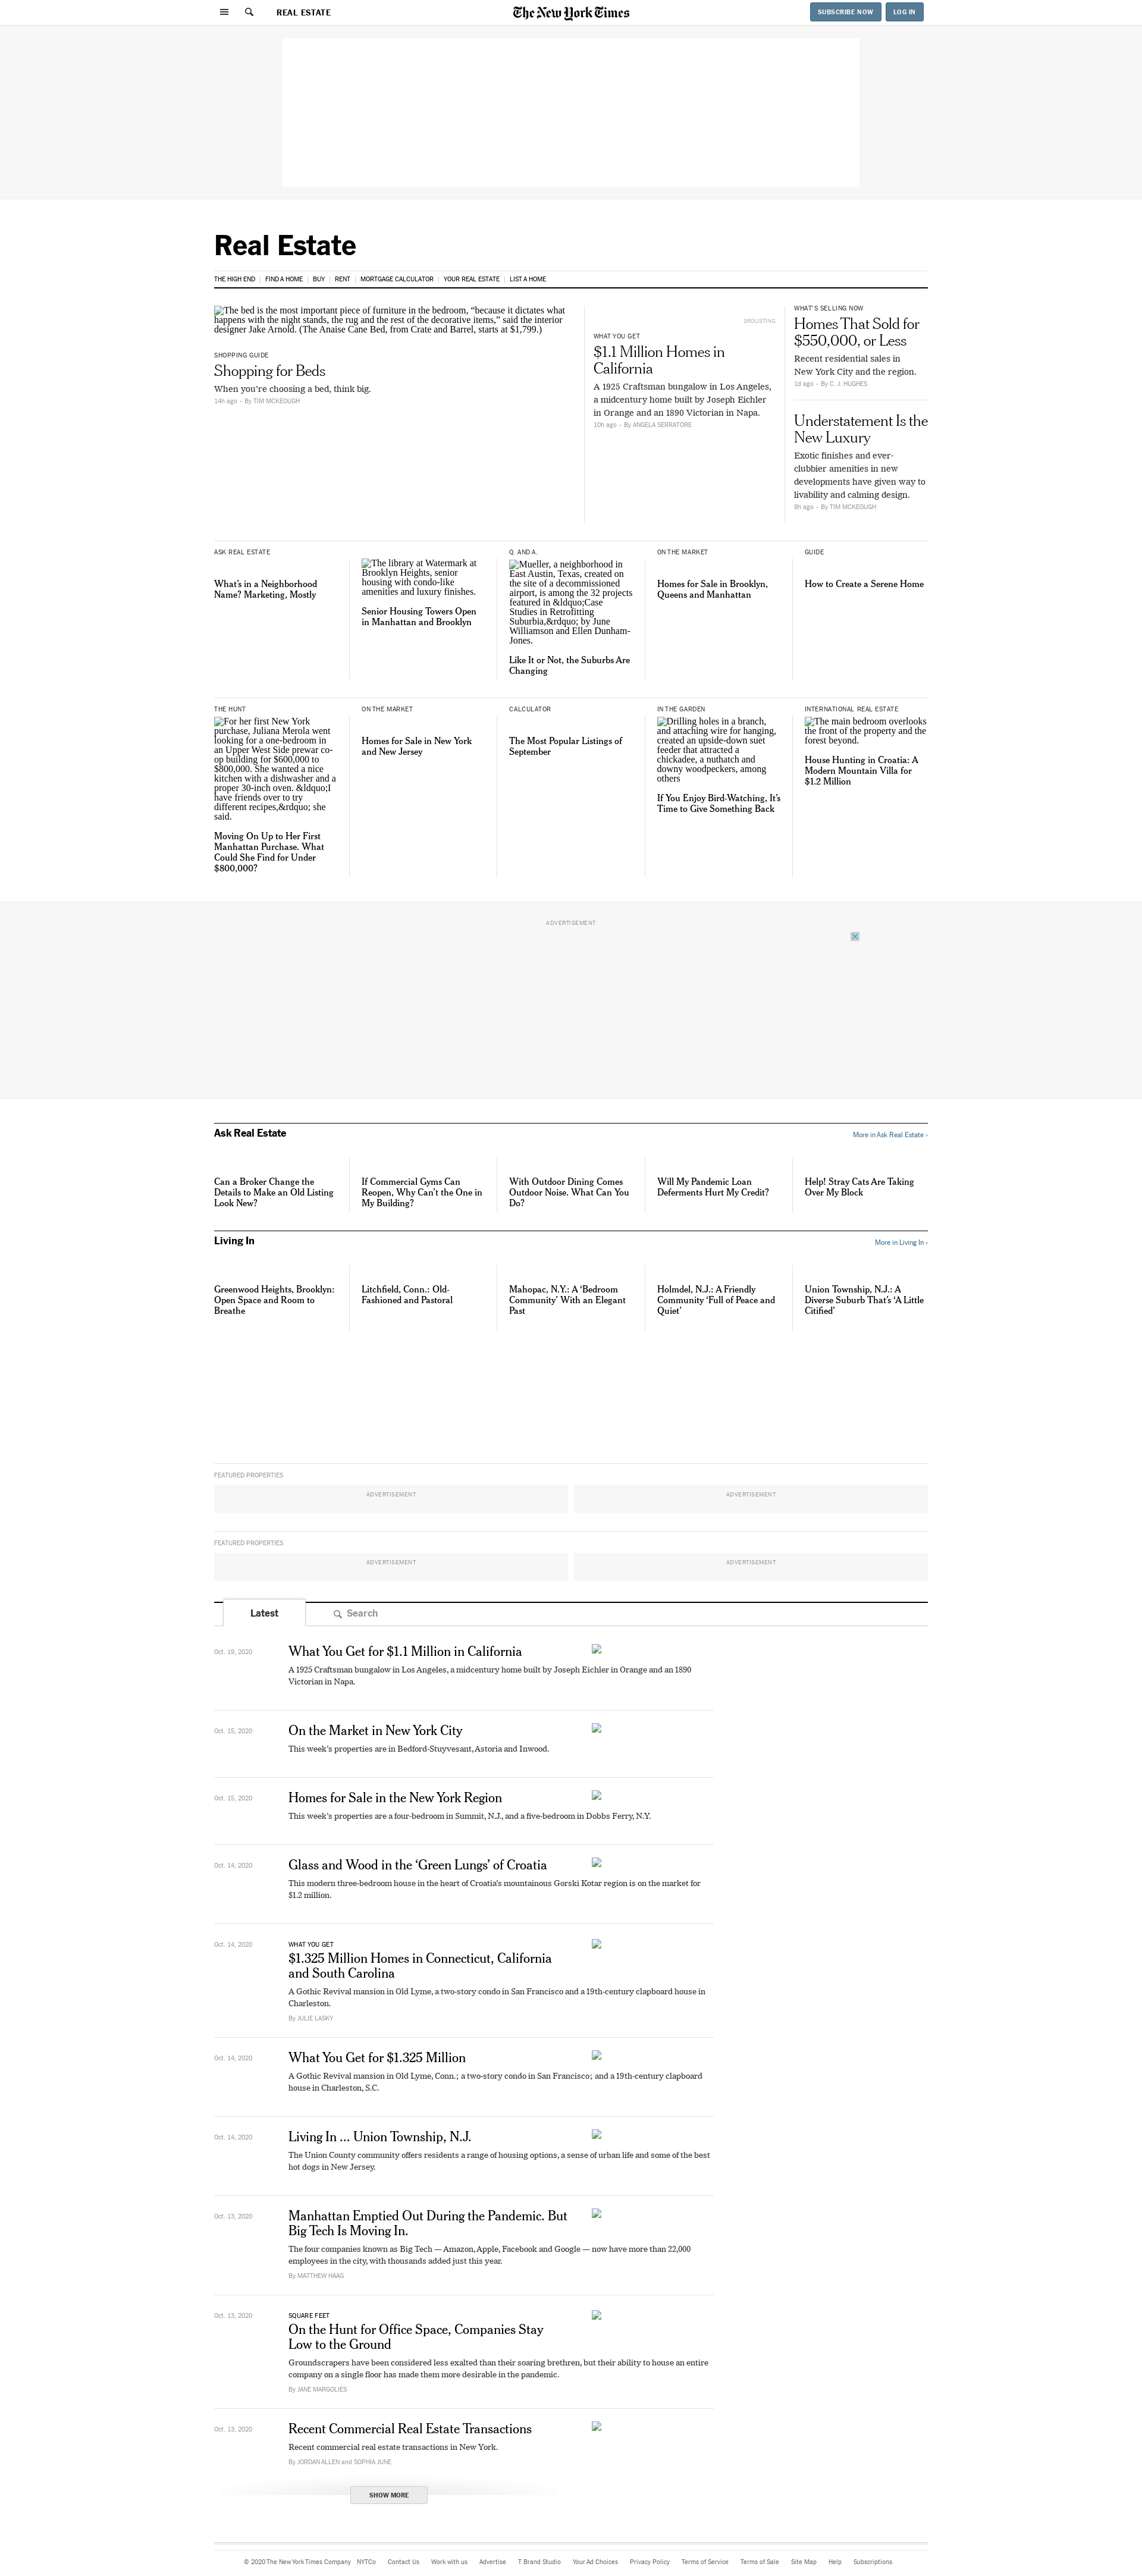 REAL ESTATE
The New York Times
SUBSCRIBE NOW
LOG IN
Real Estate
THE HIGH END | FIND A HOME | BUY | RENT | MORTGAGE CALCULATOR | YOUR REAL ESTATE | LIST A HOME
The bed is the most important piece of furniture in the bedroom, “because it dictates what
happens with the night stands, the rug and the rest of the decorative items,” said the interior
designer Jake Arnold. (The Anaise Cane Bed, from Crate and Barrel, starts at $1,799.)
SHOPPING GUIDE
Shopping for Beds
When you’re choosing a bed, think big.
14h ago - By TIM MCKEOUGH
360LISTING
WHAT YOU GET
$1.1 Million Homes in
California
A 1925 Craftsman bungalow in Los Angeles,
a midcentury home built by Joseph Eichler
in Orange and an 1890 Victorian in Napa.
10h ago - By ANGELA SERRATORE
WHAT’S SELLING NOW
Homes That Sold for
$550,000, or Less
Recent residential sales in
New York City and the region.
1d ago - By C. J. HUGHES
Understatement Is the
New Luxury
Exotic finishes and ever-
clubbier amenities in new
developments have given way to
livability and calming design.
8h ago - By TIM MCKEOUGH
ASK REAL ESTATE
What’s in a Neighborhood
Name? Marketing, Mostly
The library at Watermark at
Brooklyn Heights, senior
housing with condo-like
amenities and luxury finishes.
Senior Housing Towers Open
in Manhattan and Brooklyn
Q. AND A.
Mueller, a neighborhood in
East Austin, Texas, created on
the site of a decommissioned
airport, is among the 32 projects
featured in &ldquo;Case
Studies in Retrofitting
Suburbia,&rdquo; by June
Williamson and Ellen Dunham-
Jones.
Like It or Not, the Suburbs Are
Changing
ON THE MARKET
Homes for Sale in Brooklyn,
Queens and Manhattan
GUIDE
How to Create a Serene Home
THE HUNT
For her first New York
purchase, Juliana Merola went
looking for a one-bedroom in
an Upper West Side prewar co-
op building for $600,000 to
$800,000. She wanted a nice
kitchen with a dishwasher and a
proper 30-inch oven. &ldquo;I
have friends over to try
different recipes,&rdquo; she
said.
Moving On Up to Her First
Manhattan Purchase. What
Could She Find for Under
$800,000?
ON THE MARKET
Homes for Sale in New York
and New Jersey
CALCULATOR
The Most Popular Listings of
September
IN THE GARDEN
Drilling holes in a branch,
and attaching wire for hanging,
created an upside-down suet
feeder that attracted a
chickadee, a nuthatch and
downy woodpeckers, among
others
If You Enjoy Bird-Watching, It’s
Time to Give Something Back
INTERNATIONAL REAL ESTATE
The main bedroom overlooks
the front of the property and the
forest beyond.
House Hunting in Croatia: A
Modern Mountain Villa for
$1.2 Million
ADVERTISEMENT
Ask Real Estate
More in Ask Real Estate ›
Can a Broker Change the
Details to Make an Old Listing
Look New?
If Commercial Gyms Can
Reopen, Why Can’t the One in
My Building?
With Outdoor Dining Comes
Outdoor Noise. What Can You
Do?
Will My Pandemic Loan
Deferments Hurt My Credit?
Help! Stray Cats Are Taking
Over My Block
Living In
More in Living In ›
Greenwood Heights, Brooklyn:
Open Space and Room to
Breathe
Litchfield, Conn.: Old-
Fashioned and Pastoral
Mahopac, N.Y.: A ‘Bedroom
Community’ With an Elegant
Past
Holmdel, N.J.: A Friendly
Community ‘Full of Peace and
Quiet’
Union Township, N.J.: A
Diverse Suburb That’s ‘A Little
Citified’
FEATURED PROPERTIES
ADVERTISEMENT
ADVERTISEMENT
FEATURED PROPERTIES
ADVERTISEMENT
ADVERTISEMENT
Latest
Search
Oct. 19, 2020
What You Get for $1.1 Million in California
A 1925 Craftsman bungalow in Los Angeles, a midcentury home built by Joseph Eichler in Orange and an 1890
Victorian in Napa.
Oct. 15, 2020
On the Market in New York City
This week’s properties are in Bedford-Stuyvesant, Astoria and Inwood.
Oct. 15, 2020
Homes for Sale in the New York Region
This week’s properties are a four-bedroom in Summit, N.J., and a five-bedroom in Dobbs Ferry, N.Y.
Oct. 14, 2020
Glass and Wood in the ‘Green Lungs’ of Croatia
This modern three-bedroom house in the heart of Croatia’s mountainous Gorski Kotar region is on the market for
$1.2 million.
Oct. 14, 2020
WHAT YOU GET
$1.325 Million Homes in Connecticut, California
and South Carolina
A Gothic Revival mansion in Old Lyme, a two-story condo in San Francisco and a 19th-century clapboard house in
Charleston.
By JULIE LASKY
Oct. 14, 2020
What You Get for $1.325 Million
A Gothic Revival mansion in Old Lyme, Conn.; a two-story condo in San Francisco; and a 19th-century clapboard
house in Charleston, S.C.
Oct. 14, 2020
Living In ... Union Township, N.J.
The Union County community offers residents a range of housing options, a sense of urban life and some of the best
hot dogs in New Jersey.
Oct. 13, 2020
Manhattan Emptied Out During the Pandemic. But
Big Tech Is Moving In.
The four companies known as Big Tech — Amazon, Apple, Facebook and Google — now have more than 22,000
employees in the city, with thousands added just this year.
By MATTHEW HAAG
Oct. 13, 2020
SQUARE FEET
On the Hunt for Office Space, Companies Stay
Low to the Ground
Groundscrapers have been considered less exalted than their soaring brethren, but their ability to house an entire
company on a single floor has made them more desirable in the pandemic.
By JANE MARGOLIES
Oct. 13, 2020
Recent Commercial Real Estate Transactions
Recent commercial real estate transactions in New York.
By JORDAN ALLEN and SOPHIA JUNE
SHOW MORE
© 2020 The New York Times Company NYTCo Contact Us Work with us Advertise T Brand Studio Your Ad Choices Privacy Policy Terms of Service Terms of Sale Site Map Help Subscriptions